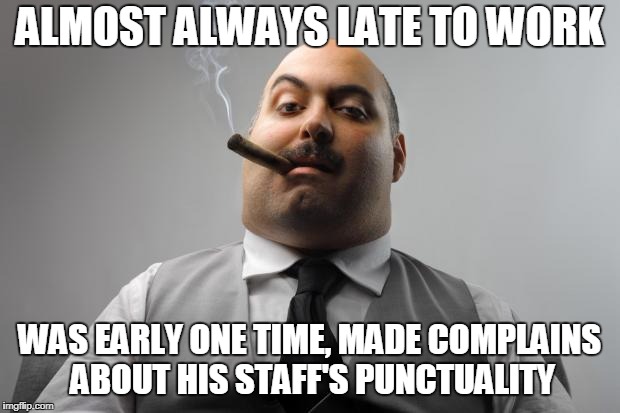 ALMOST ALWAYS LATE TO WORK
WAS EARLY ONE TIME, MADE COMPLAINS
ABOUT HIS STAFF'S PUNCTUALITY
imgflip.com